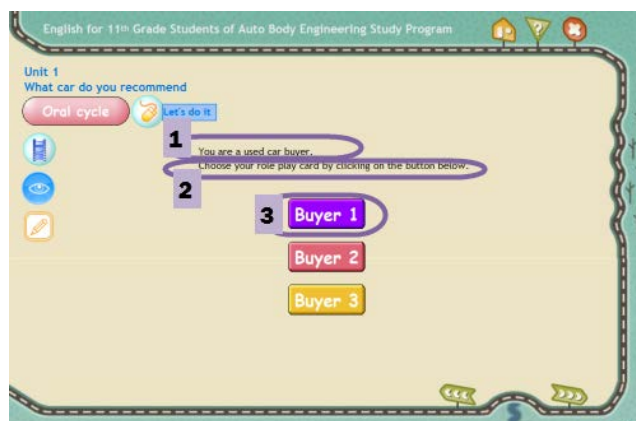 English for 11th Grade Students of Auto Body Engineering Study Program
?
Unit 1
What car do you recommend
Oral cycle
Let's do it
1
You are a used car buyer.
Choose your role play card by clicking on the button below.
2
3
Buyer 1
Buyer 2
Buyer 3